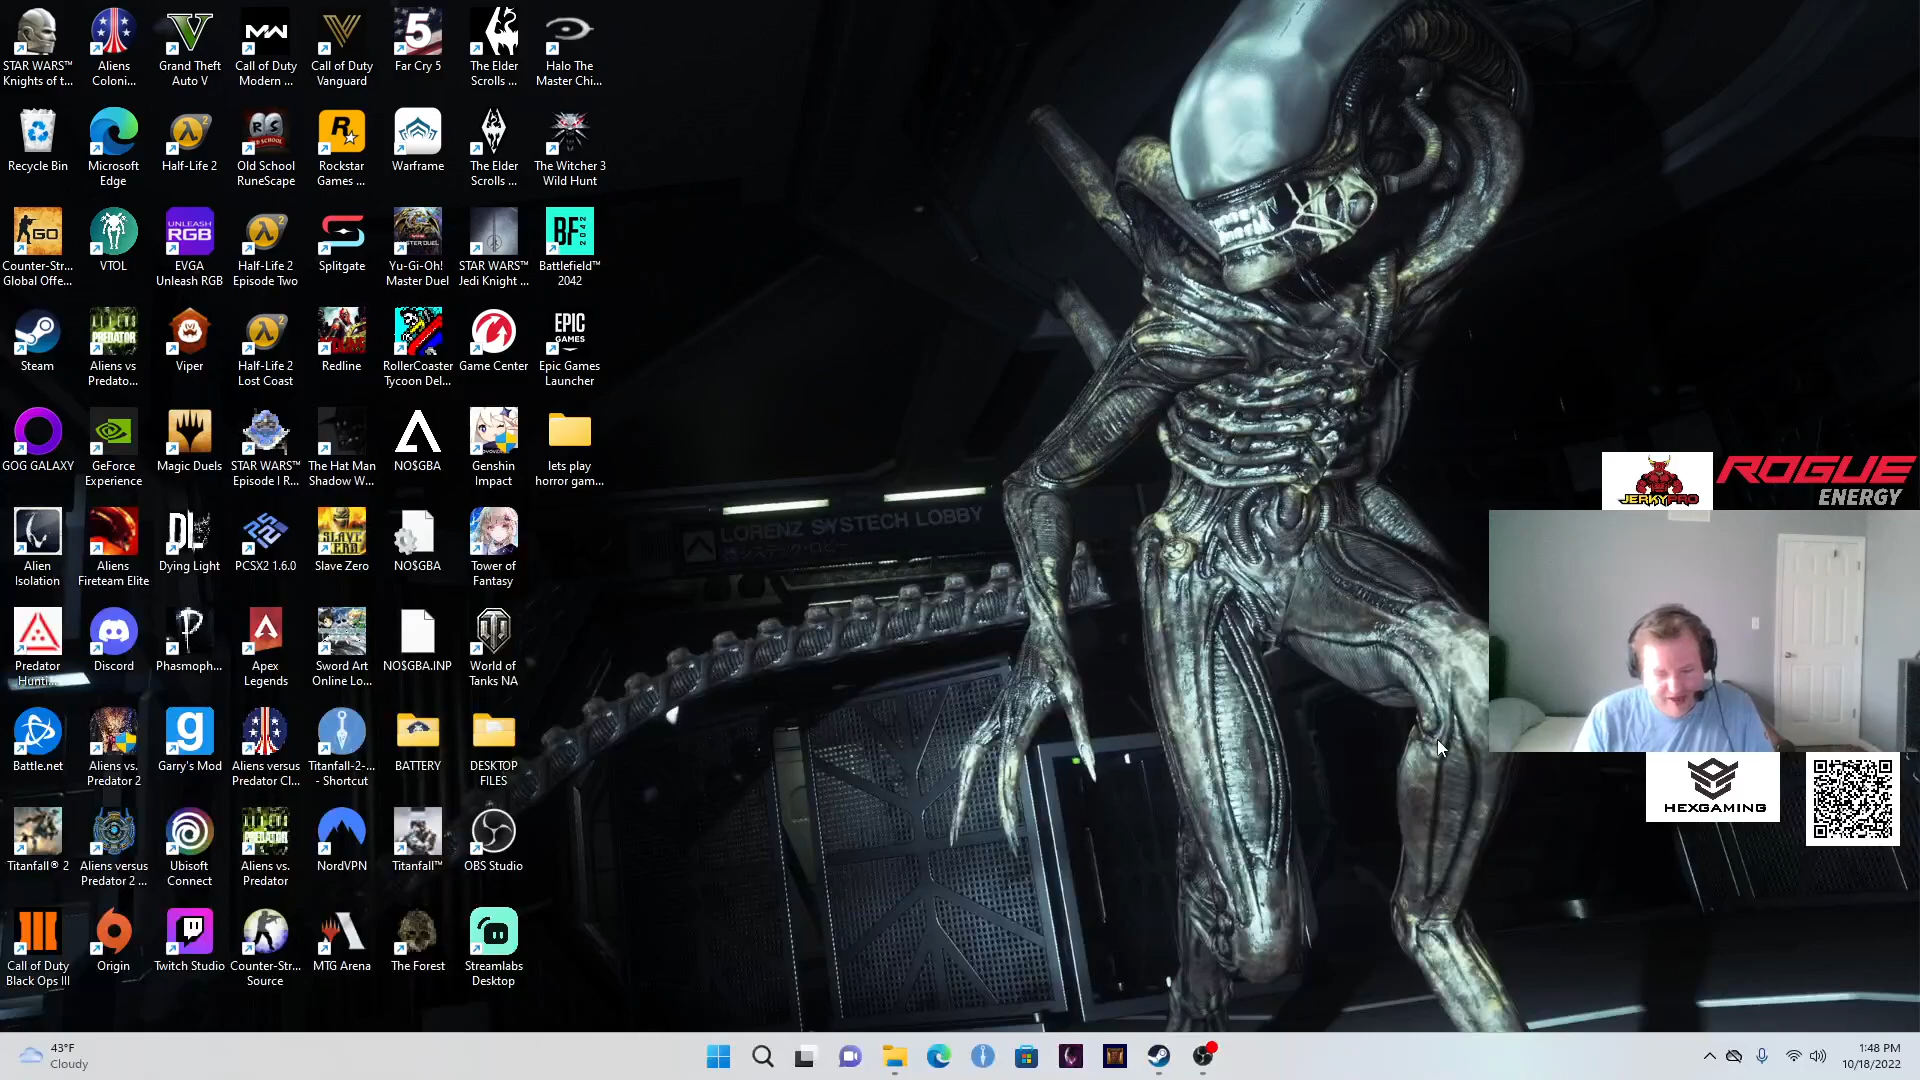 STAR WARS™
Knights of t...
Aliens
Coloni...
Grand Theft
Auto V
Call of Duty
Modern ...
Call of Duty
Vanguard
Far Cry 5
The Elder
Scrolls ...
Halo The
Master Chi...
Recycle Bin
Microsoft
Edge
Half-Life 2
Old School
RuneScape
Rockstar
Games ...
Warframe
The Elder
Scrolls ...
The Witcher 3
Wild Hunt
Counter-Str...
Global Offe...
VTOL
UNLEASH
RGB
EVGA
Unleash RGB
Half-Life 2
Episode Two
Splitgate
Yu-Gi-Oh!
Master Duel
STAR WARS™
Jedi Knight ...
BF
2042
Battlefield™
2042
Steam
Aliens vs
Predato...
Viper
Half-Life 2
Lost Coast
Redline
RollerCoaster
Tycoon Del...
Game Center
EPIC
GAMES
Epic Games
Launcher
GOG GALAXY
GeForce
Experience
Magic Duels
STAR WARS™
Episode I R...
The Hat Man
Shadow W...
NO$GBA
Genshin
Impact
lets play
horror gam...
Alien
Isolation
Aliens
Fireteam Elite
DL
Dying Light
PCSX2 1.6.0
SLAVE
ZERO
Slave Zero
NO$GBA
Tower of
Fantasy
Predator
Hunti...
Discord
Phasmoph...
Apex
Legends
Sword Art
Online Lo...
NO$GBA.INP
World of
Tanks NA
Battle.net
Aliens vs.
Predator 2
Garry's Mod
Aliens versus
Predator Cl...
Titanfall-2-...
- Shortcut
BATTERY
DESKTOP
FILES
Titanfall® 2
Aliens versus
Predator 2 ...
Ubisoft
Connect
Aliens vs.
Predator
NordVPN
Titanfall™
OBS Studio
Call of Duty
Black Ops III
Origin
Twitch Studio
Counter-Str...
Source
MTG Arena
The Forest
Streamlabs
Desktop
LORENZ SYSTECH LOBBY
JERKYPRO
ROGUE
ENERGY
HEXGAMING
43°F
Cloudy
1:48 PM
10/18/2022